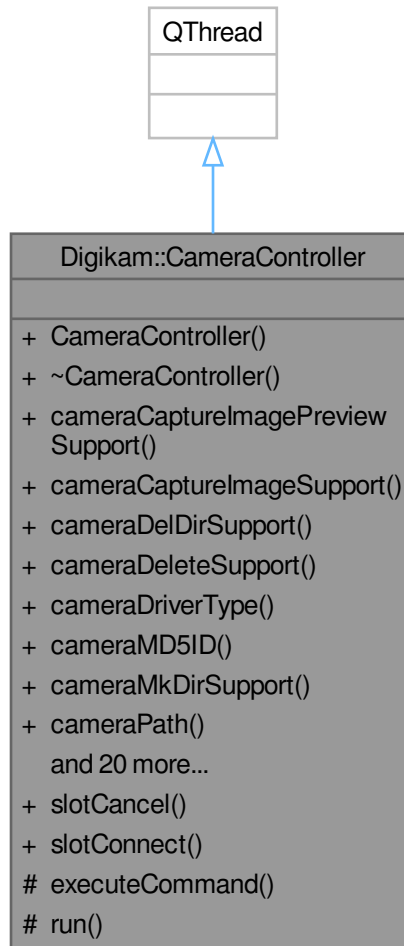 QThread
Digikam::CameraController
+ CameraController()
+ ~CameraController()
+ cameraCaptureImagePreview
Support()
+ cameraCaptureImageSupport()
+ cameraDelDirSupport()
+ cameraDeleteSupport()
+ cameraDriverType()
+ cameraMD5ID()
+ cameraMkDirSupport()
+ cameraPath()
and 20 more...
+ slotCancel()
+ slotConnect()
# executeCommand()
# run()